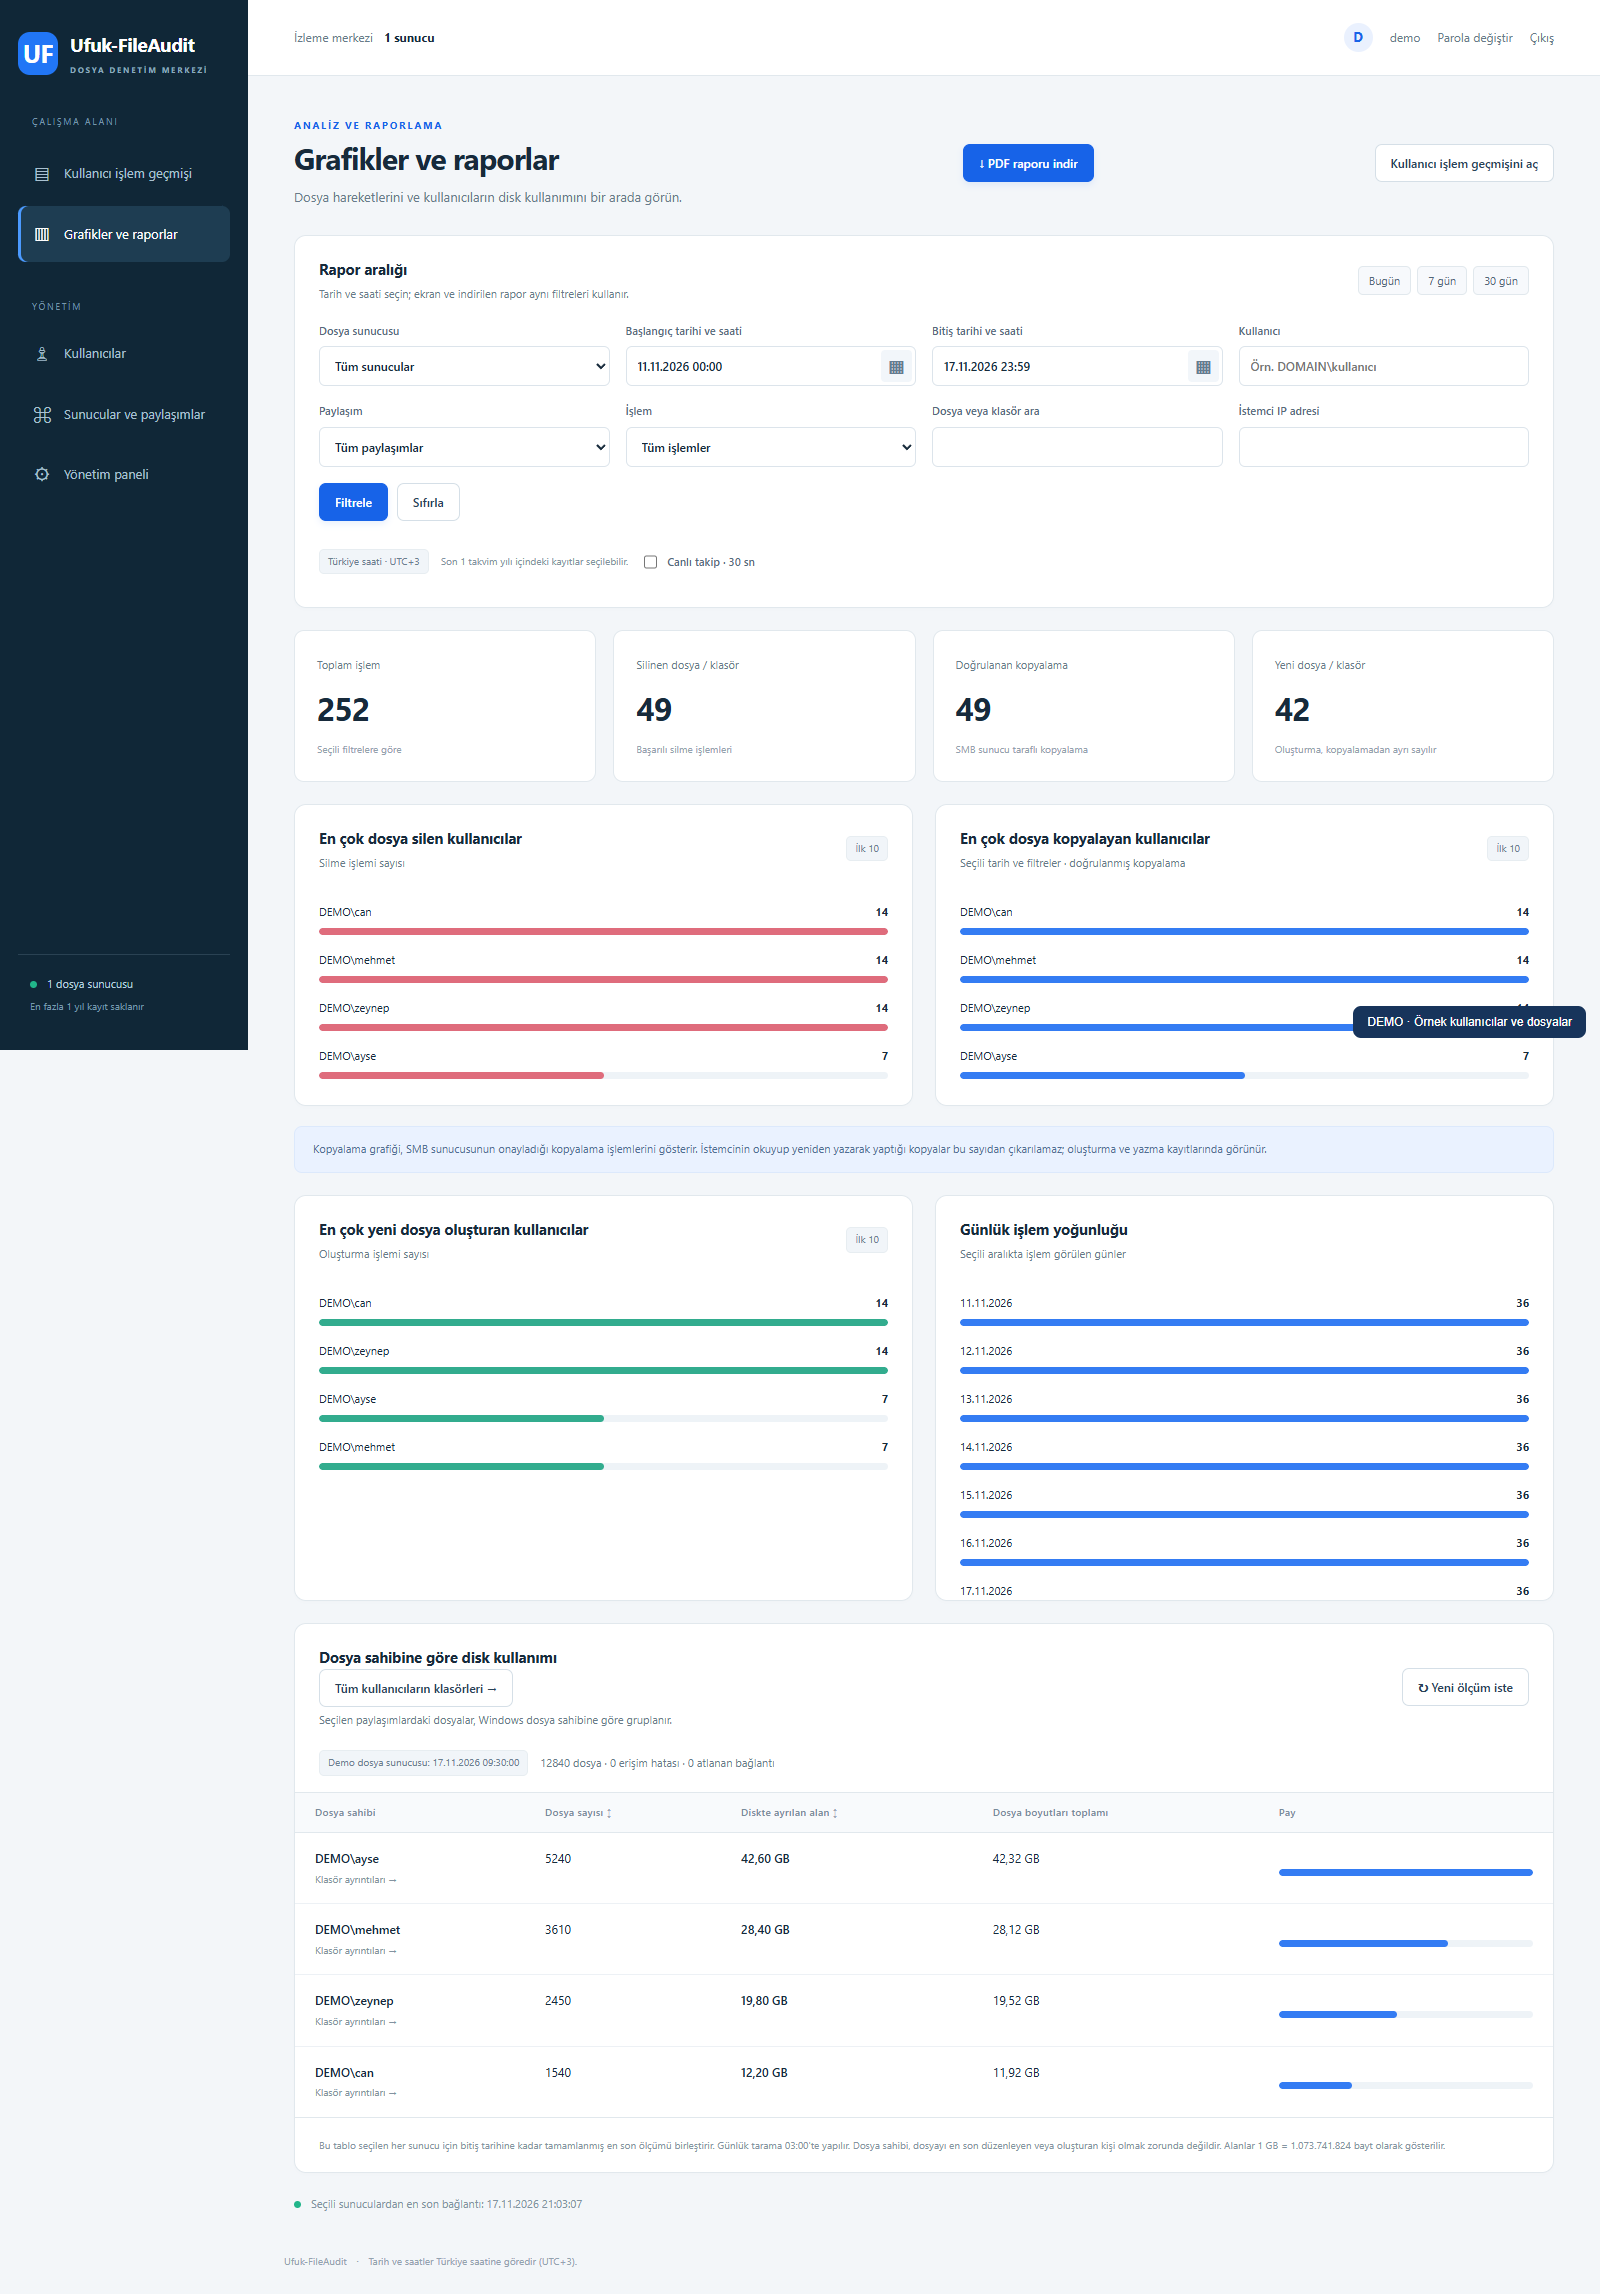 UF
Ufuk-FileAudit
DOSYA DENETİM MERKEZİ
ÇALIŞMA ALANI
Kullanıcı işlem geçmişi
Grafikler ve raporlar
YÖNETİM
Kullanıcılar
Sunucular ve paylaşımlar
Yönetim paneli
1 dosya sunucusu
En fazla 1 yıl kayıt saklanır
İzleme merkezi 1 sunucu
D demo Parola değiştir Çıkış
ANALİZ VE RAPORLAMA
Grafikler ve raporlar
↓ PDF raporu indir
Kullanıcı işlem geçmişini aç
Dosya hareketlerini ve kullanıcıların disk kullanımını bir arada görün.
Rapor aralığı
Tarih ve saati seçin; ekran ve indirilen rapor aynı filtreleri kullanır.
Bugün 7 gün 30 gün
Dosya sunucusu Başlangıç tarihi ve saati Bitiş tarihi ve saati Kullanıcı
Tüm sunucular 11.11.2026 00:00 17.11.2026 23:59 Örn. DOMAIN\kullanıcı
Paylaşım İşlem Dosya veya klasör ara İstemci IP adresi
Tüm paylaşımlar Tüm işlemler
Filtrele Sıfırla
Türkiye saati · UTC+3 Son 1 takvim yılı içindeki kayıtlar seçilebilir. Canlı takip · 30 sn
Toplam işlem
252
Seçili filtrelere göre
Silinen dosya / klasör
49
Başarılı silme işlemleri
Doğrulanan kopyalama
49
SMB sunucu taraflı kopyalama
Yeni dosya / klasör
42
Oluşturma, kopyalamadan ayrı sayılır
En çok dosya silen kullanıcılar
Silme işlemi sayısı
İlk 10
DEMO\can 14
DEMO\mehmet 14
DEMO\zeynep 14
DEMO\ayse 7
En çok dosya kopyalayan kullanıcılar
Seçili tarih ve filtreler · doğrulanmış kopyalama
İlk 10
DEMO\can 14
DEMO\mehmet 14
DEMO\zeynep
DEMO · Örnek kullanıcılar ve dosyalar
DEMO\ayse 7
Kopyalama grafiği, SMB sunucusunun onayladığı kopyalama işlemlerini gösterir. İstemcinin okuyup yeniden yazarak yaptığı kopyalar bu sayıdan çıkarılamaz; oluşturma ve yazma kayıtlarında görünür.
En çok yeni dosya oluşturan kullanıcılar
Oluşturma işlemi sayısı
İlk 10
DEMO\can 14
DEMO\zeynep 14
DEMO\ayse 7
DEMO\mehmet 7
Günlük işlem yoğunluğu
Seçili aralıkta işlem görülen günler
11.11.2026 36
12.11.2026 36
13.11.2026 36
14.11.2026 36
15.11.2026 36
16.11.2026 36
17.11.2026 36
Dosya sahibine göre disk kullanımı
Tüm kullanıcıların klasörleri →
↻ Yeni ölçüm iste
Seçilen paylaşımlardaki dosyalar, Windows dosya sahibine göre gruplanır.
Demo dosya sunucusu: 17.11.2026 09:30:00 12840 dosya · 0 erişim hatası · 0 atlanan bağlantı
Dosya sahibi Dosya sayısı ↕ Diskte ayrılan alan ↕ Dosya boyutları toplamı Pay
DEMO\ayse 5240 42,60 GB 42,32 GB
Klasör ayrıntıları →
DEMO\mehmet 3610 28,40 GB 28,12 GB
Klasör ayrıntıları →
DEMO\zeynep 2450 19,80 GB 19,52 GB
Klasör ayrıntıları →
DEMO\can 1540 12,20 GB 11,92 GB
Klasör ayrıntıları →
Bu tablo seçilen her sunucu için bitiş tarihine kadar tamamlanmış en son ölçümü birleştirir. Günlük tarama 03:00'te yapılır. Dosya sahibi, dosyayı en son düzenleyen veya oluşturan kişi olmak zorunda değildir. Alanlar 1 GB = 1.073.741.824 bayt olarak gösterilir.
Seçili sunuculardan en son bağlantı: 17.11.2026 21:03:07
Ufuk-FileAudit · Tarih ve saatler Türkiye saatine göredir (UTC+3).